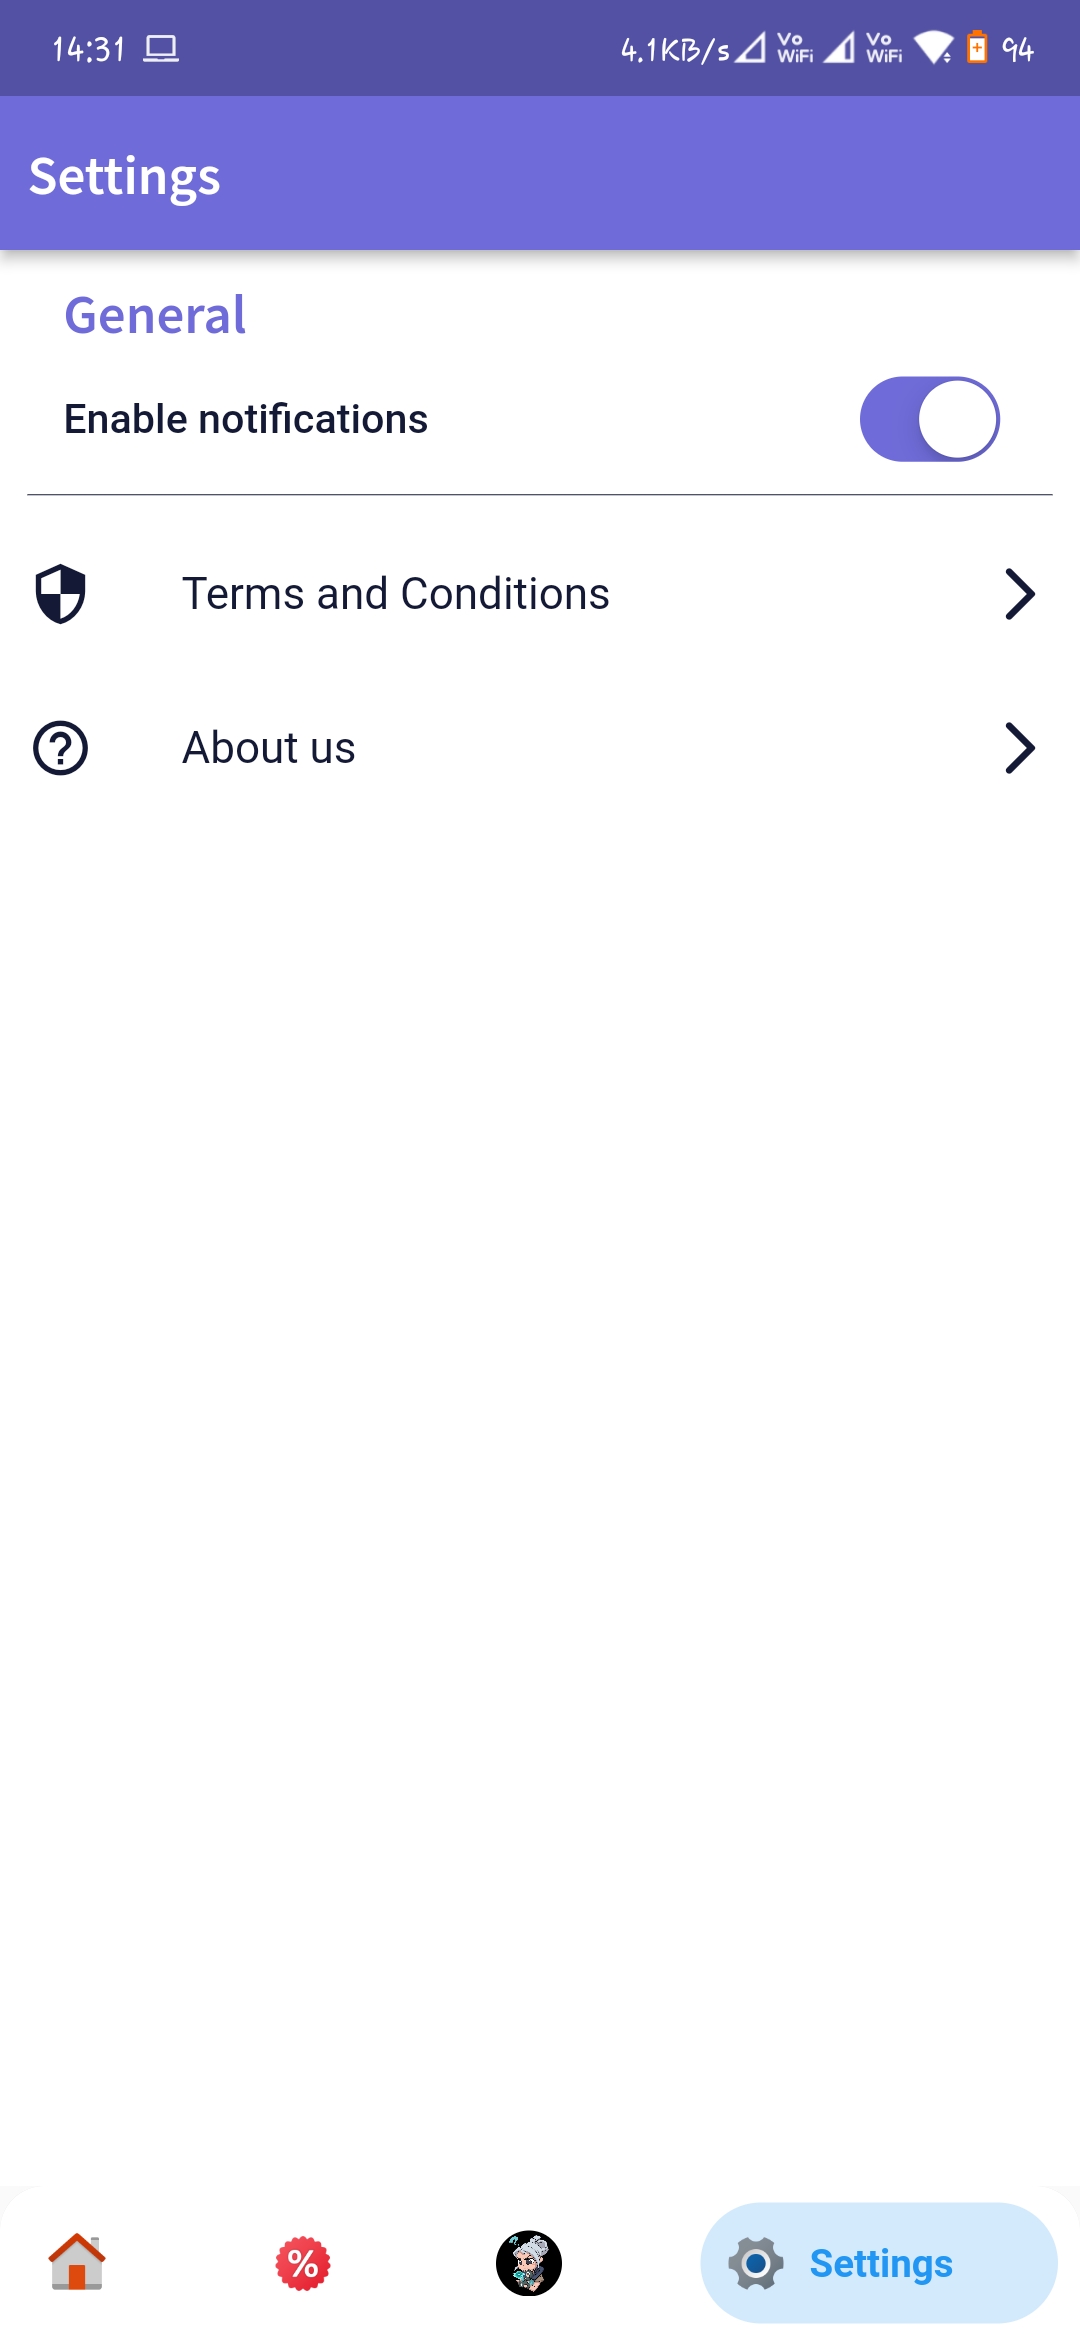 14:31 4.1KB/s Vo WiFi Vo WiFi 94
Settings
General
Enable notifications
Terms and Conditions
About us
Settings